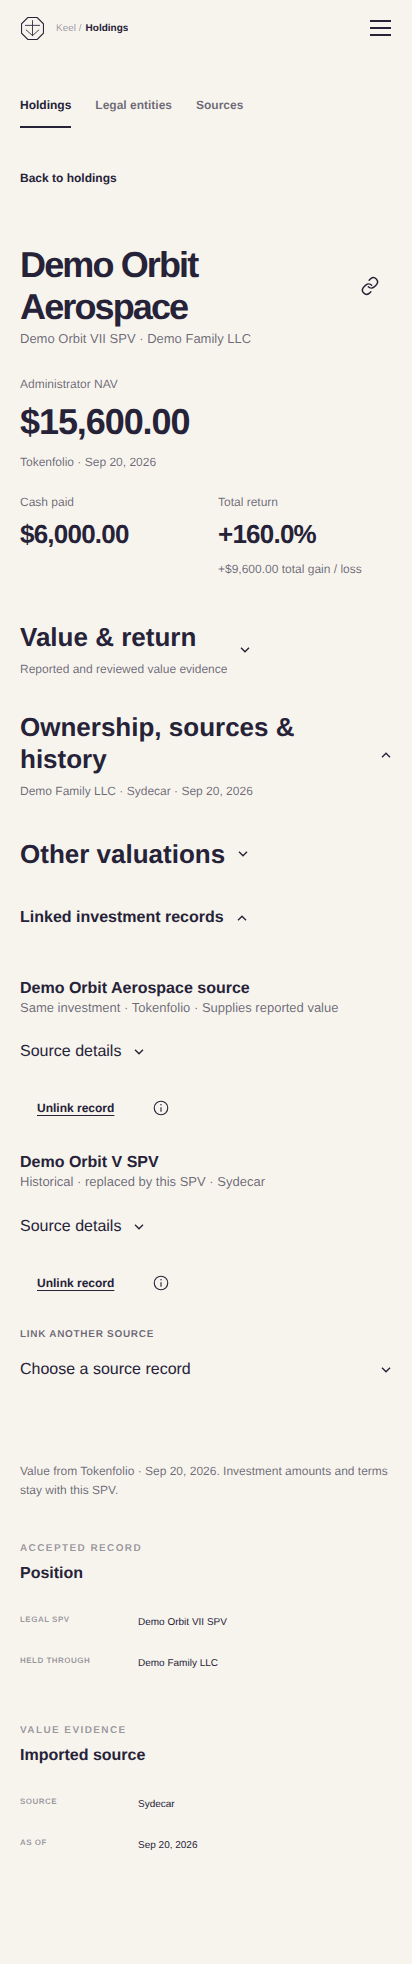 Keel / Holdings
Holdings Legal entities Sources
Back to holdings
Demo Orbit
Aerospace
Demo Orbit VII SPV · Demo Family LLC
Administrator NAV
$15,600.00
Tokenfolio · Sep 20, 2026
Cash paid Total return
$6,000.00 +160.0%
+$9,600.00 total gain / loss
Value & return
Reported and reviewed value evidence
Ownership, sources &
history
Demo Family LLC · Sydecar · Sep 20, 2026
Other valuations
Linked investment records
Demo Orbit Aerospace source
Same investment · Tokenfolio · Supplies reported value
Source details
Unlink record
Demo Orbit V SPV
Historical · replaced by this SPV · Sydecar
Source details
Unlink record
LINK ANOTHER SOURCE
Choose a source record
Value from Tokenfolio · Sep 20, 2026. Investment amounts and terms
stay with this SPV.
ACCEPTED RECORD
Position
LEGAL SPV Demo Orbit VII SPV
HELD THROUGH Demo Family LLC
VALUE EVIDENCE
Imported source
SOURCE Sydecar
AS OF Sep 20, 2026